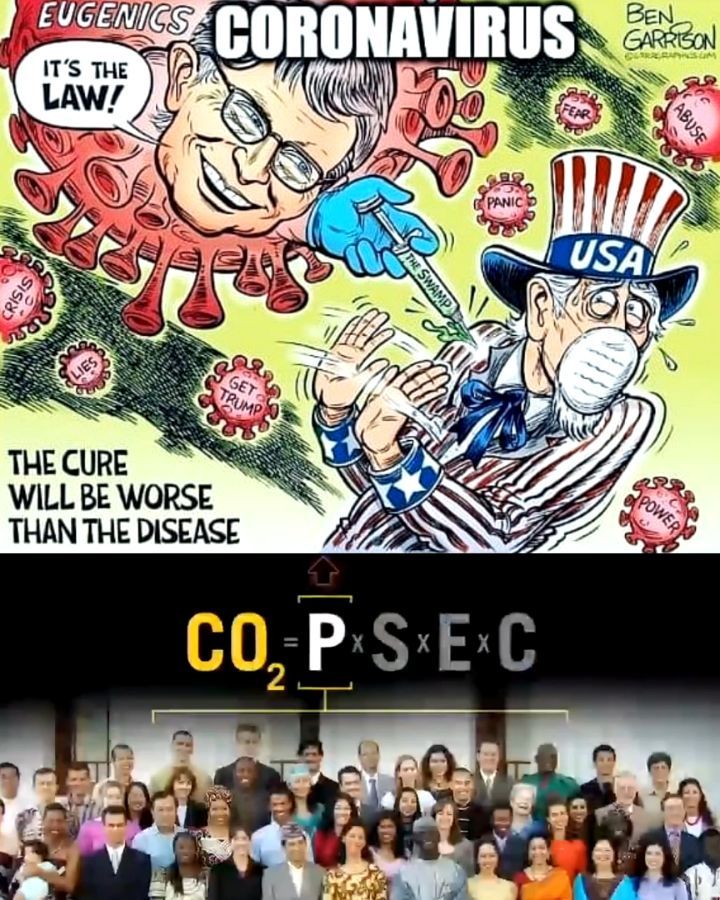 EUGENICS
CORONAVIRUS
BEN
GARRISON
IT'S THE
LAW!
FEAR
ABUSE
PANIC
USA
THE SWAMP
CRISIS
LIES
GET
TRUMP
THE CURE
WILL BE WORSE
THAN THE DISEASE
POWER
CO2 = P x S x E x C